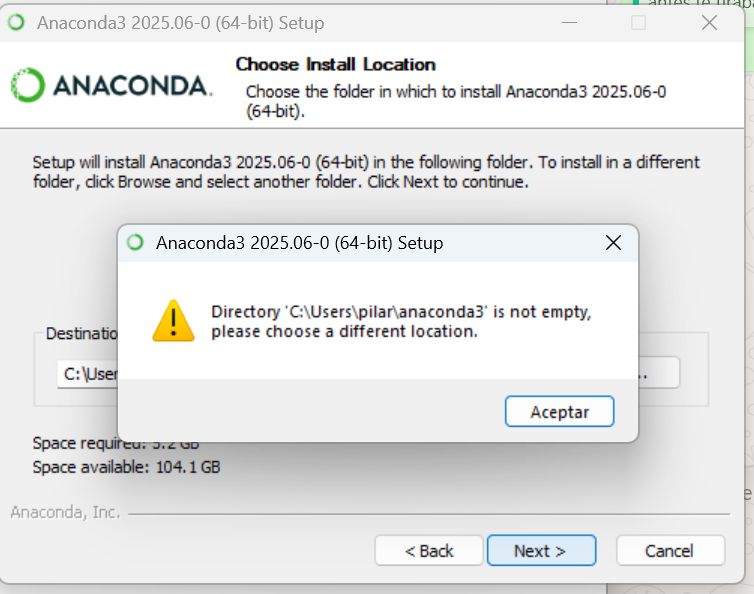 antes te
Anaconda3 2025.06-0 (64-bit) Setup
ANACONDA.
Choose Install Location
Choose the folder in which to install Anaconda3 2025.06-0
(64-bit).
Setup will install Anaconda3 2025.06-0 (64-bit) in the following folder. To install in a different
folder, click Browse and select another folder. Click Next to continue.
Anaconda3 2025.06-0 (64-bit) Setup
Directory 'C:\Users\pilar\anaconda3' is not empty,
please choose a different location.
Aceptar
Destinatio
C:\User
Space required: 5.2 GB
Space available: 104.1 GB
Anaconda, Inc.
< Back
Next >
Cancel